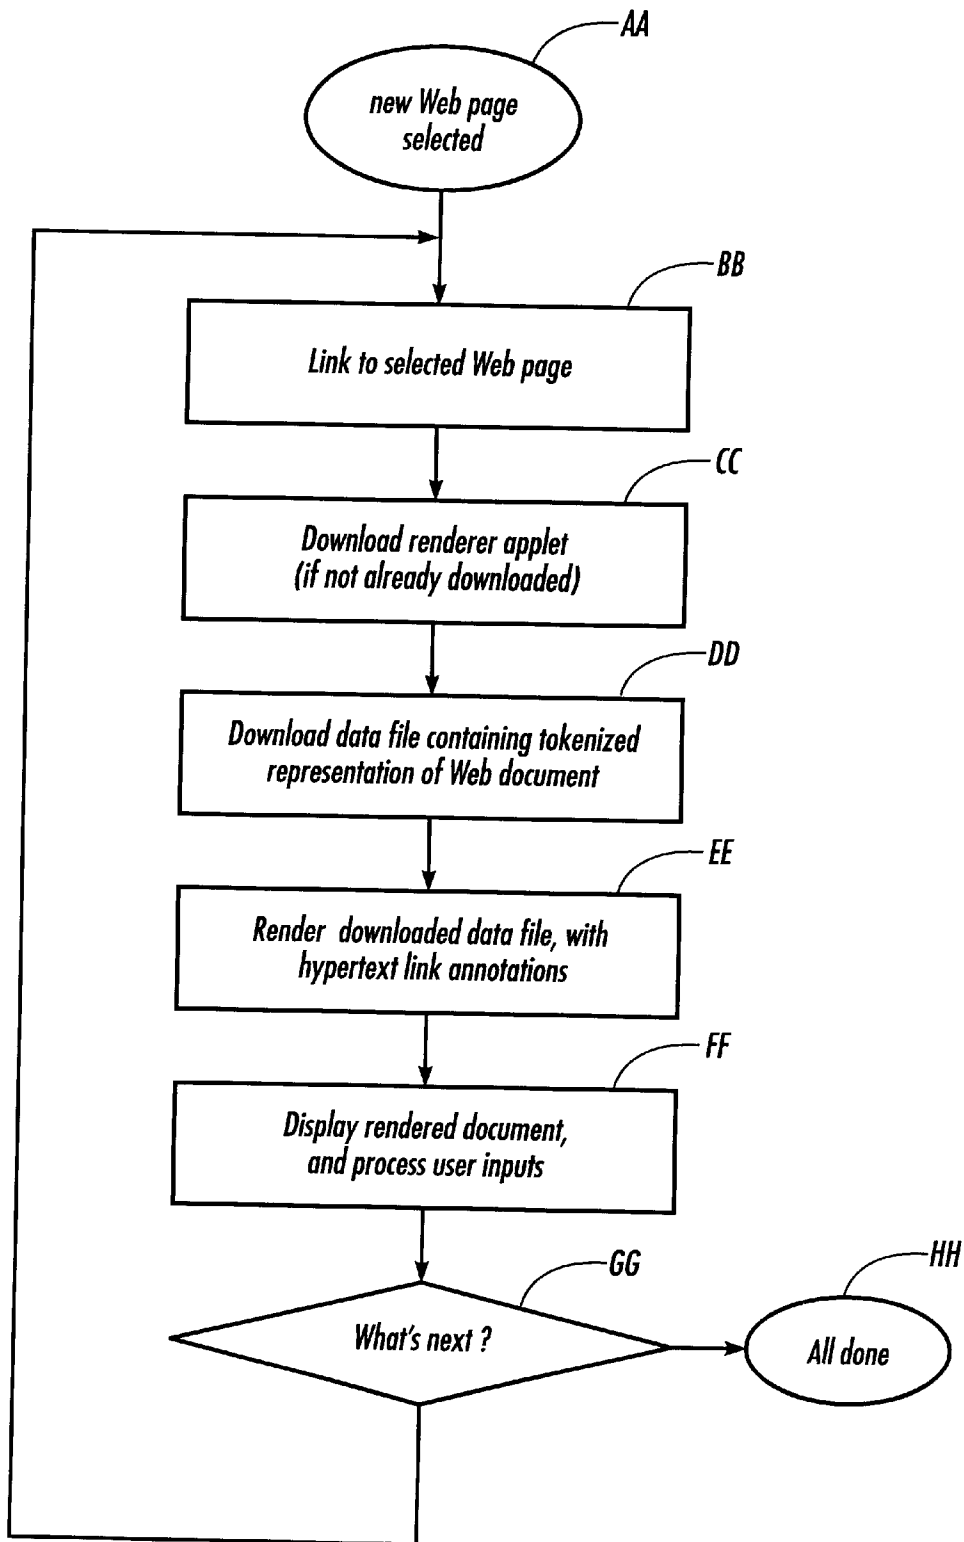 AA
new Web page
selected
BB
Link to selected Web page
CC
Download renderer applet
(if not already downloaded)
DD
Download data file containing tokenized
representation of Web document
EE
Render downloaded data file, with
hypertext link annotations
FF
Display rendered document,
and process user inputs
GG
What's next ?
HH
All done